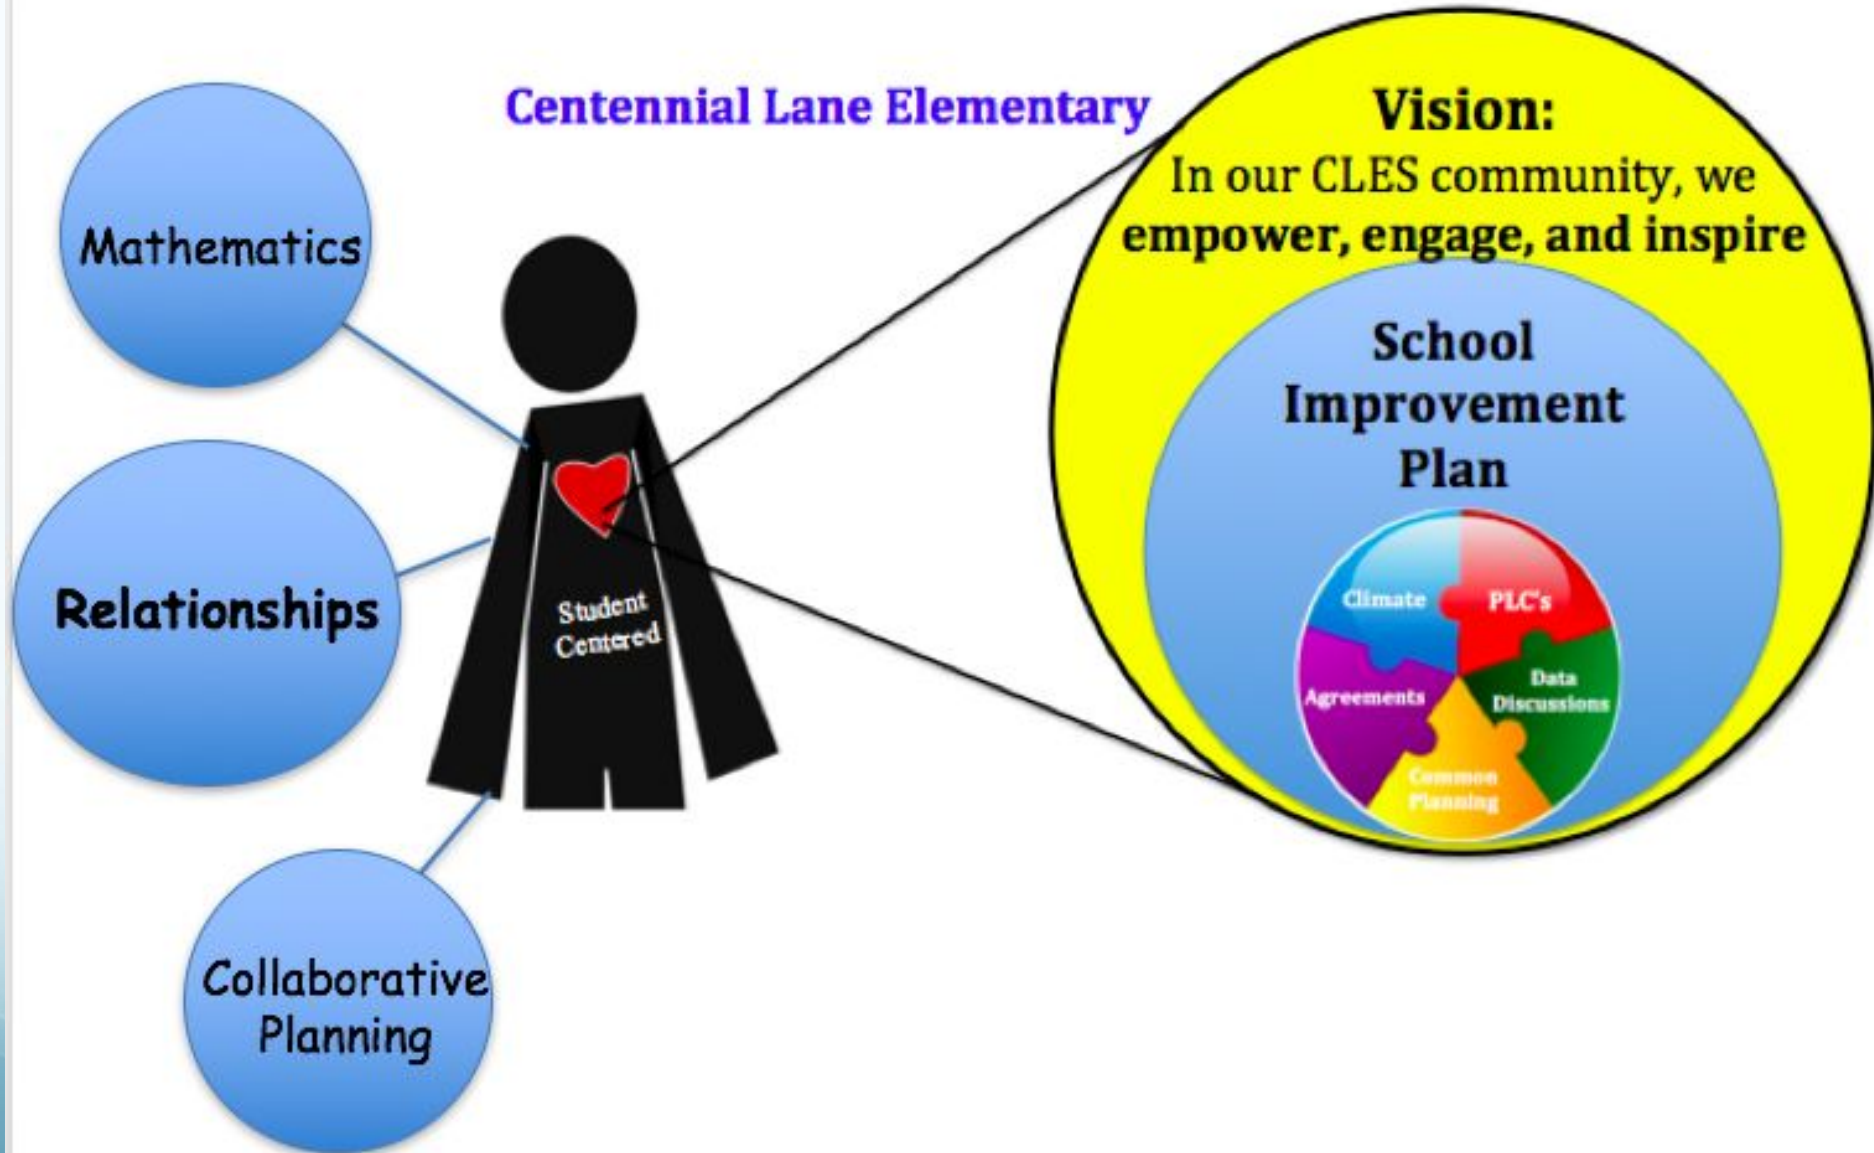 Centennial Lane Elementary
Mathematics
Relationships
Collaborative
Planning
Student
Centered
Vision:
In our CLES community, we
empower, engage, and inspire
School
Improvement
Plan
Climate
PLC's
Agreements
Data
Discussions
Common
Planning